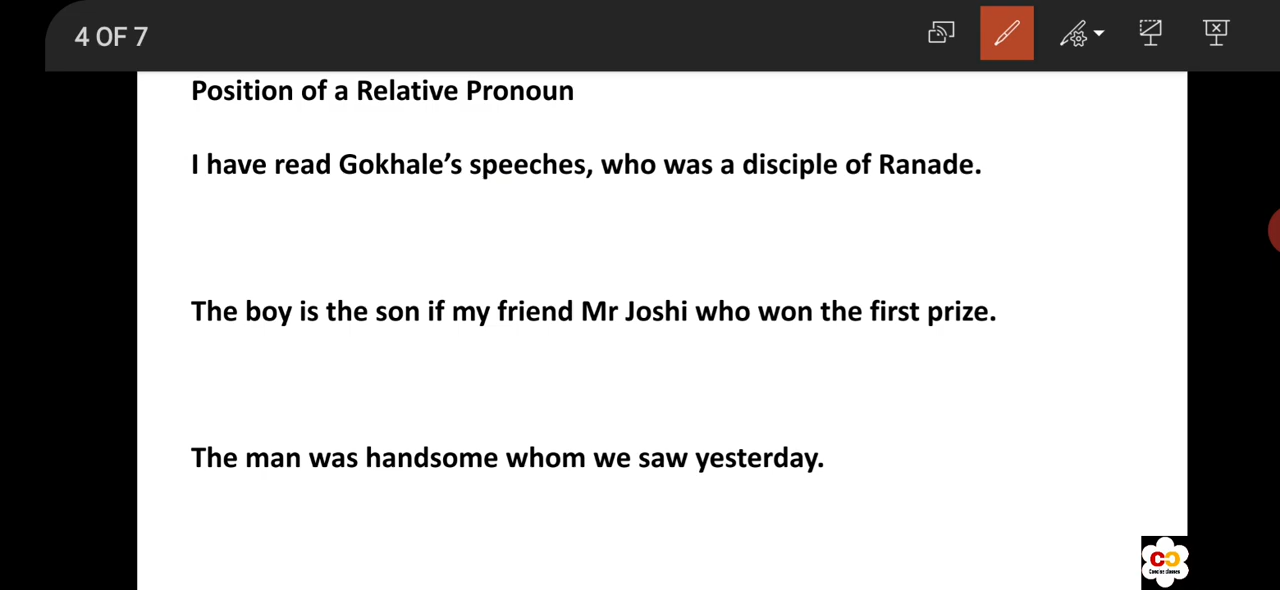 4 OF 7
Position of a Relative Pronoun
I have read Gokhale’s speeches, who was a disciple of Ranade.
The boy is the son if my friend Mr Joshi who won the first prize.
The man was handsome whom we saw yesterday.
Concise classes